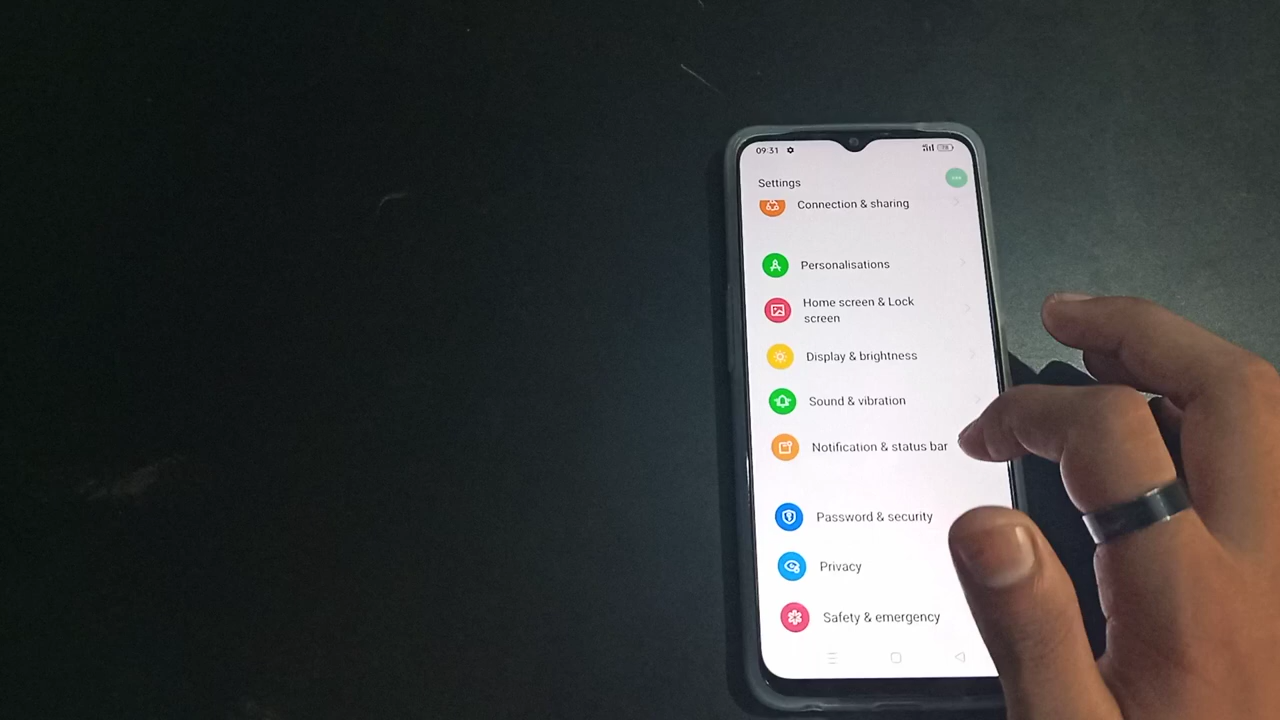 09:31
Settings
Connection & sharing
Personalisations
Home screen & Lock
screen
Display & brightness
Sound & vibration
Notification & status bar
Password & security
Privacy
Safety & emergency